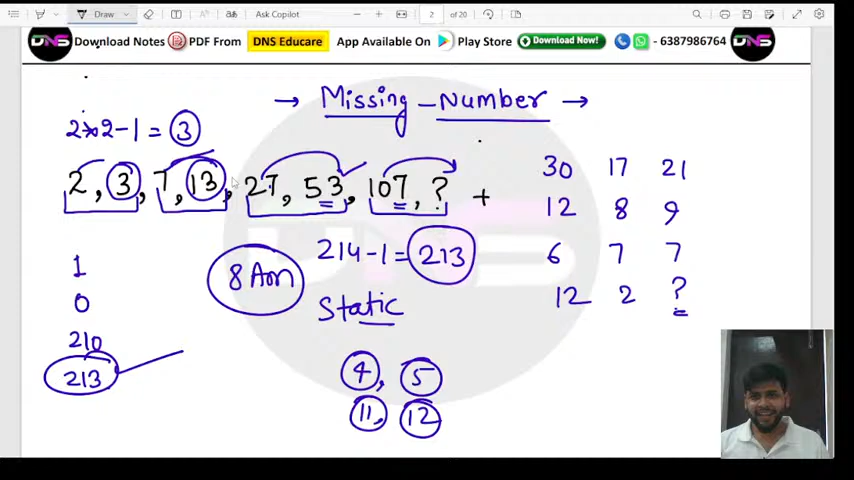 Draw Ask Copilot 2 of 20
DNS Download Notes PDF From DNS Educare App Available On Play Store Download Now! - 6387986764 DNS
→ Missing-Number →
2×2-1=3
2, 3, 7, 13, 27, 53, 107, ? +
30 17 21
12 8 9
6 7 7
12 2 ?
214-1=213
8 Am
Static
1
0
210
213
4, 5
11, 12